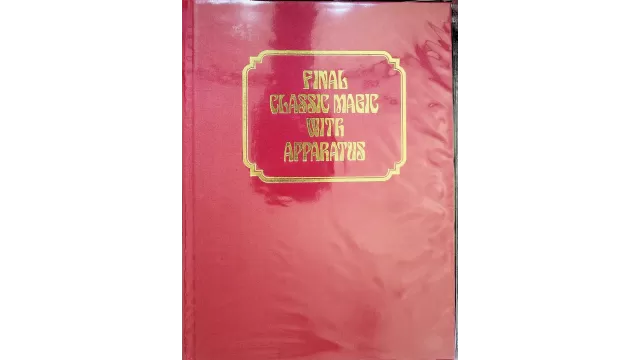 FINAL
CLASSIC MAGIC
WITH
APPARATUS